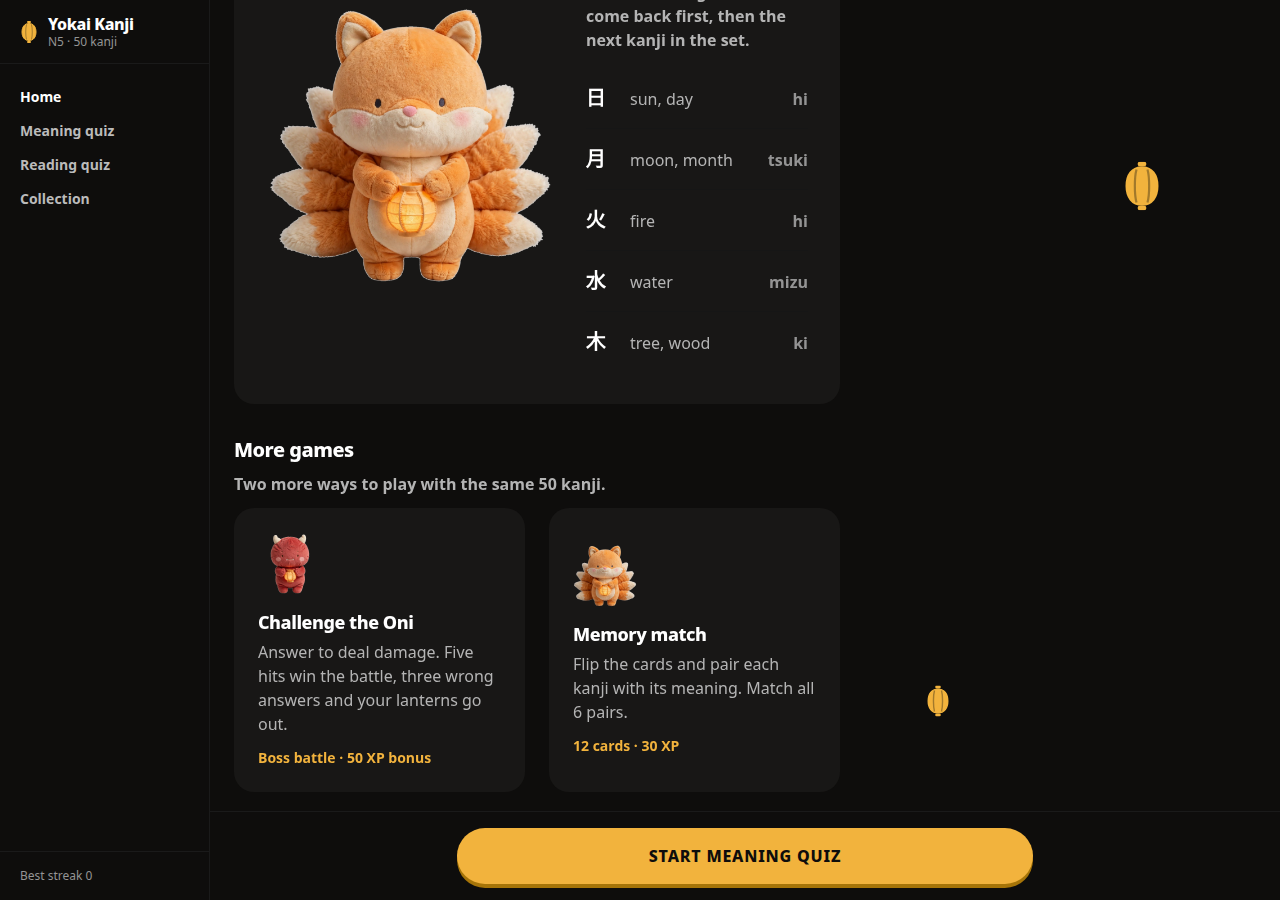 Yokai Kanji
N5 · 50 kanji
Home
Meaning quiz
Reading quiz
Collection
Best streak 0
come back first, then the
next kanji in the set.
日 sun, day hi
月 moon, month tsuki
火 fire hi
水 water mizu
木 tree, wood ki
More games
Two more ways to play with the same 50 kanji.
Challenge the Oni
Answer to deal damage. Five
hits win the battle, three wrong
answers and your lanterns go
out.
Boss battle · 50 XP bonus
Memory match
Flip the cards and pair each
kanji with its meaning. Match all
6 pairs.
12 cards · 30 XP
START MEANING QUIZ